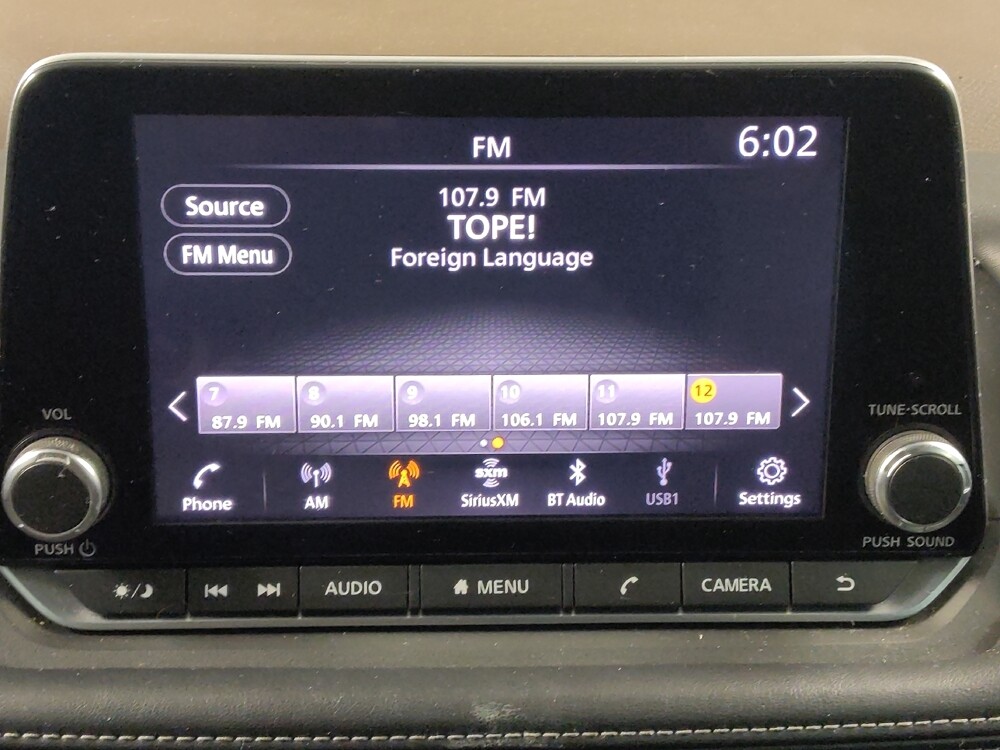 FM 6:02
Source
107.9 FM
TOPE!
FM Menu
Foreign Language
7 8 9 10 11 12
87.9 FM 90.1 FM 98.1 FM 106.1 FM 107.9 FM 107.9 FM
VOL
TUNE·SCROLL
sxm
Phone AM FM SiriusXM BT Audio USB1 Settings
PUSH
PUSH SOUND
AUDIO MENU CAMERA